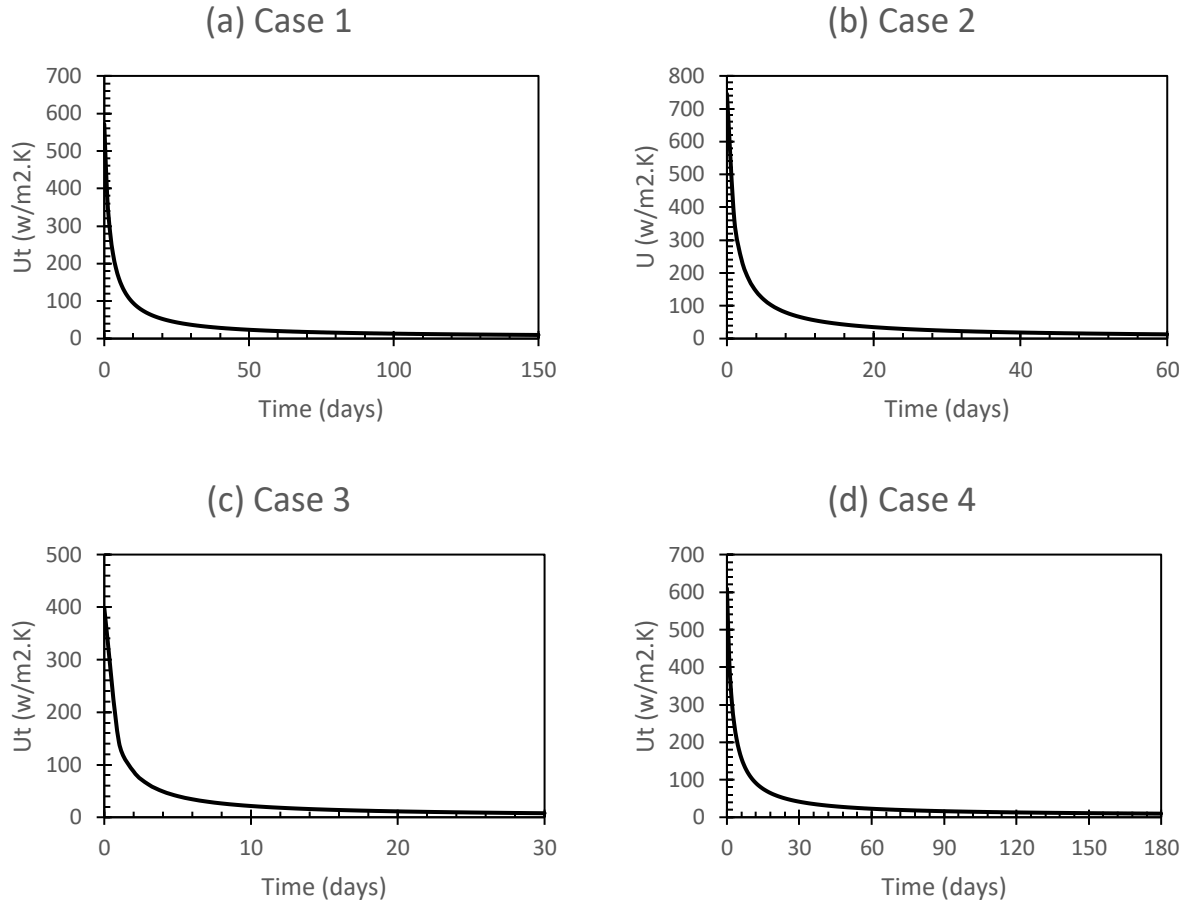 (a) Case 1
700
600
500
400
300
200
100
0
Ut (w/m2.K)
0 50 100 150
Time (days)
(b) Case 2
800
700
600
500
400
300
200
100
0
U (w/m2.K)
0 20 40 60
Time (days)
(c) Case 3
500
400
300
200
100
0
Ut (w/m2.K)
0 10 20 30
Time (days)
(d) Case 4
700
600
500
400
300
200
100
0
Ut (w/m2.K)
0 30 60 90 120 150 180
Time (days)